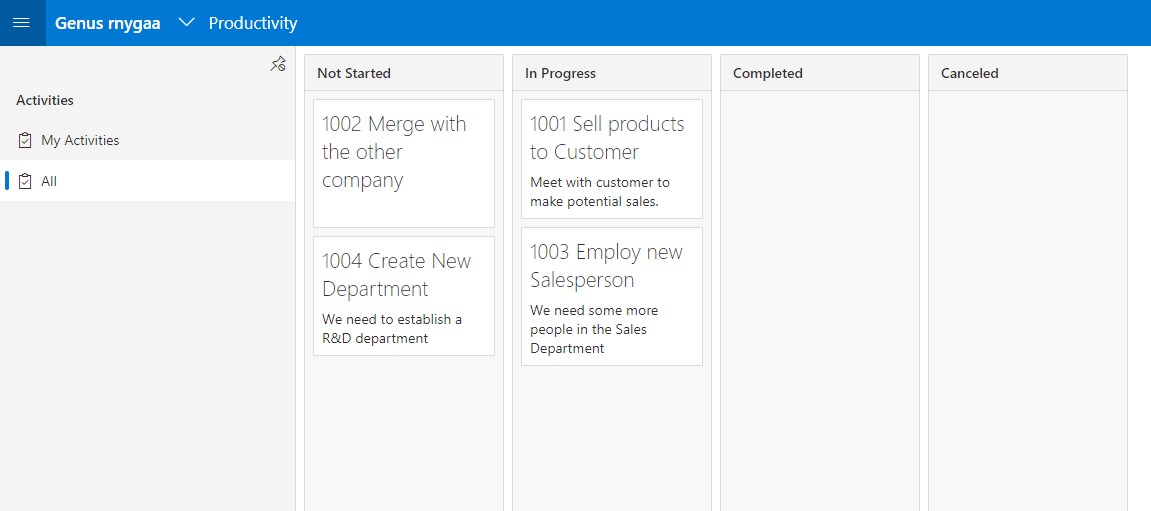 Genus rnygaa Productivity
Activities
My Activities
All
Not Started
1002 Merge with
the other
company
1004 Create New
Department
We need to establish a
R&D department
In Progress
1001 Sell products
to Customer
Meet with customer to
make potential sales.
1003 Employ new
Salesperson
We need some more
people in the Sales
Department
Completed
Canceled